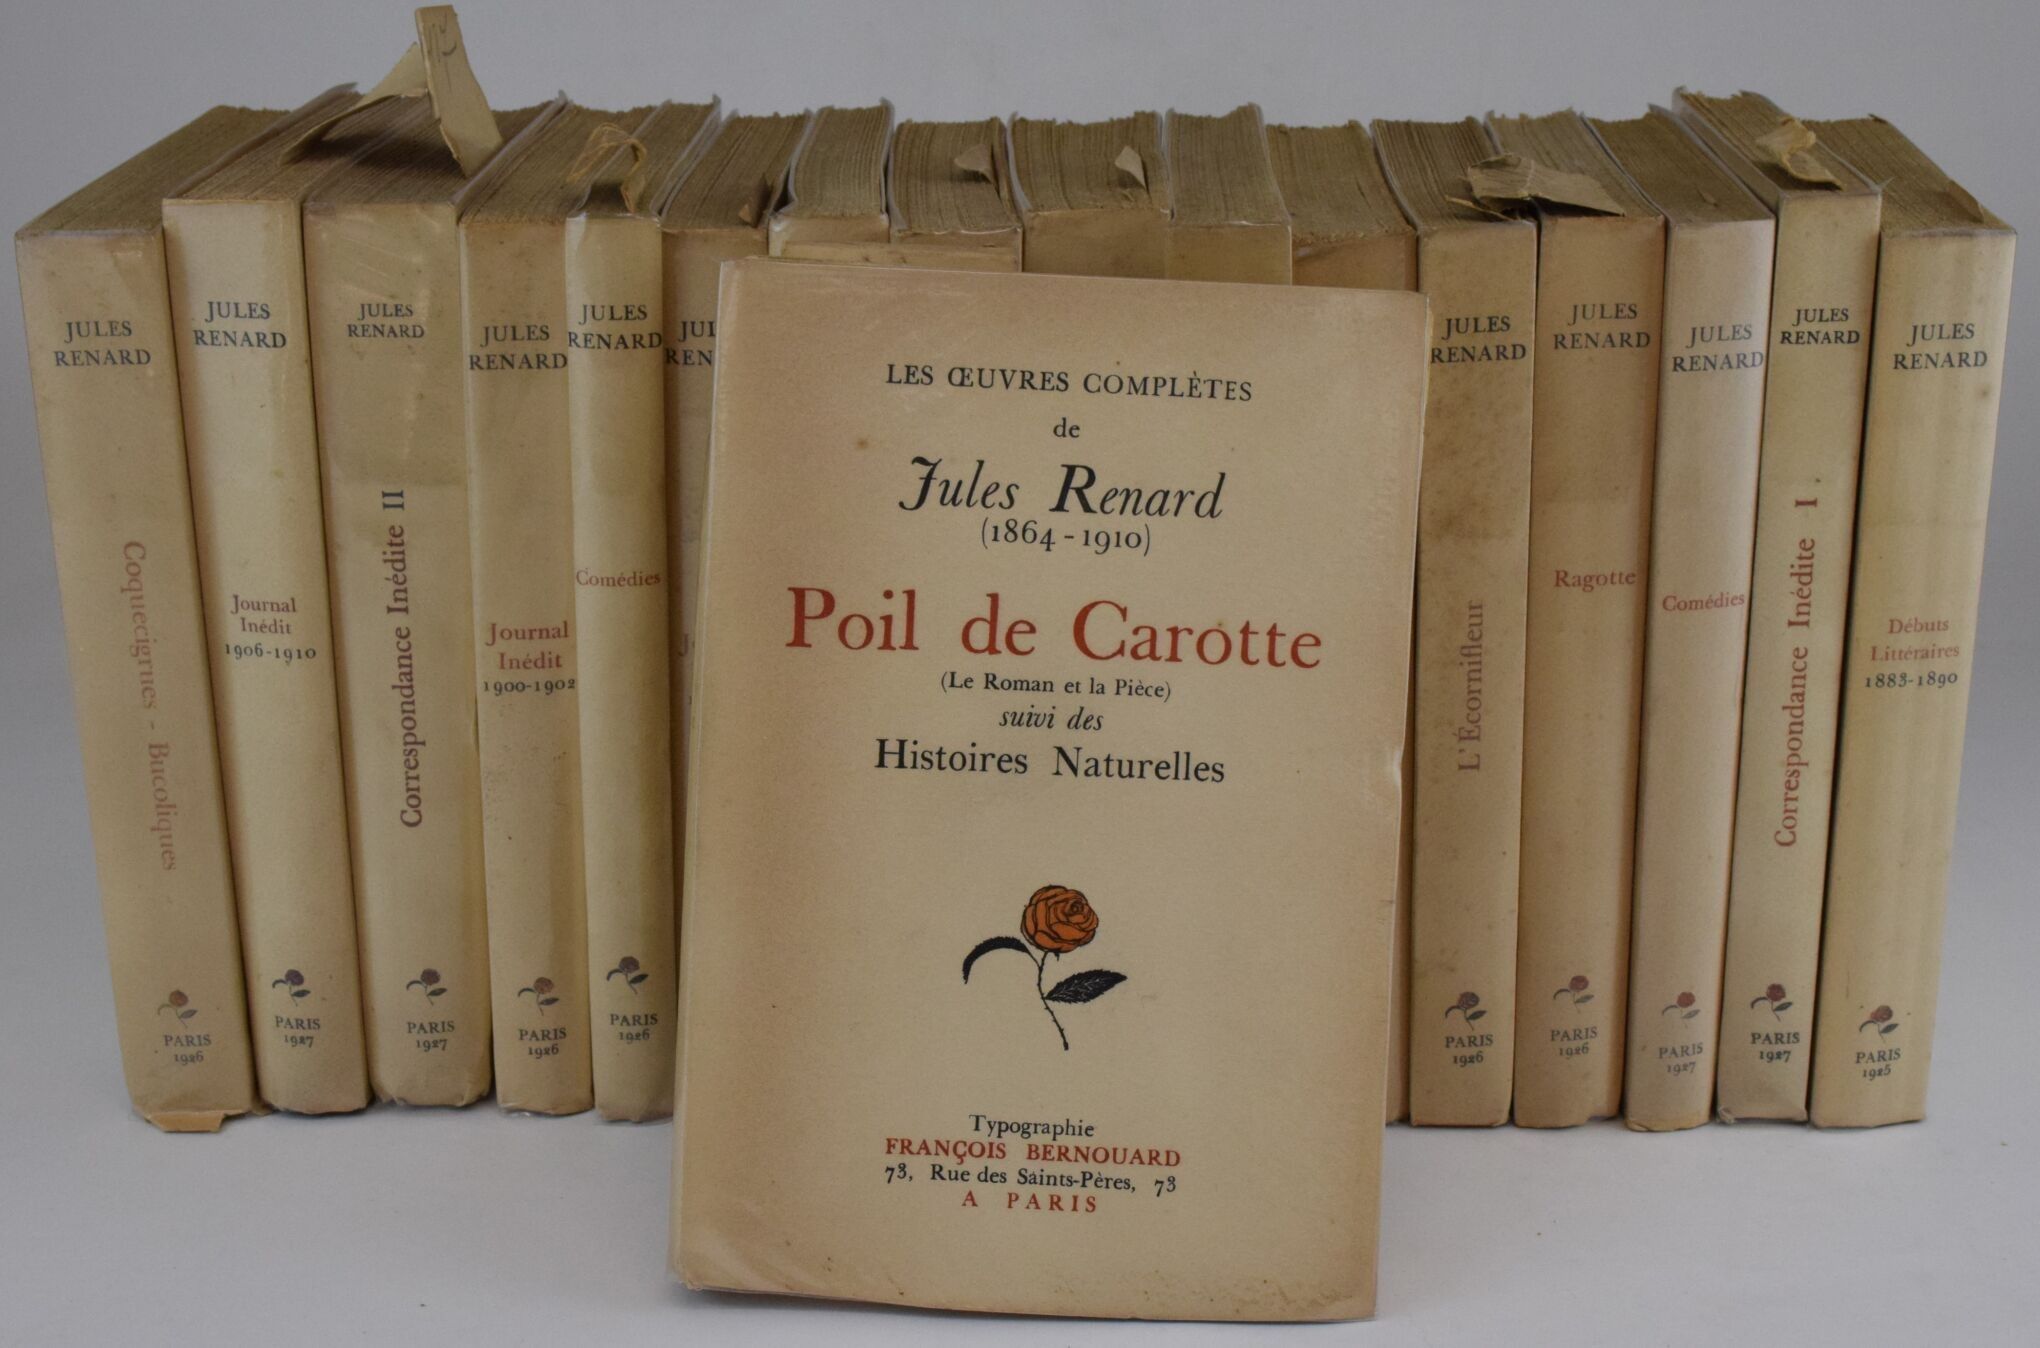 JULES
RENARD
Coquecigrues - Bucoliques
PARIS
1926
JULES
RENARD
Journal
Inédit
1906-1910
PARIS
1927
JULES
RENARD
Correspondance Inédite II
PARIS
1927
JULES
RENARD
Journal
Inédit
1900-1902
PARIS
1926
JULES
RENARD
Comédies
PARIS
1926
LES ŒUVRES COMPLÈTES
de
Jules Renard
(1864-1910)
Poil de Carotte
(Le Roman et la Pièce)
suivi des
Histoires Naturelles
Typographie
FRANÇOIS BERNOUARD
73, Rue des Saints-Pères, 73
A PARIS
JULES
RENARD
L'Écornifleur
PARIS
1926
JULES
RENARD
Ragotte
PARIS
1926
JULES
RENARD
Comédies
PARIS
1927
JULES
RENARD
Correspondance Inédite I
PARIS
1927
JULES
RENARD
Débuts
Littéraires
1883-1890
PARIS
1925